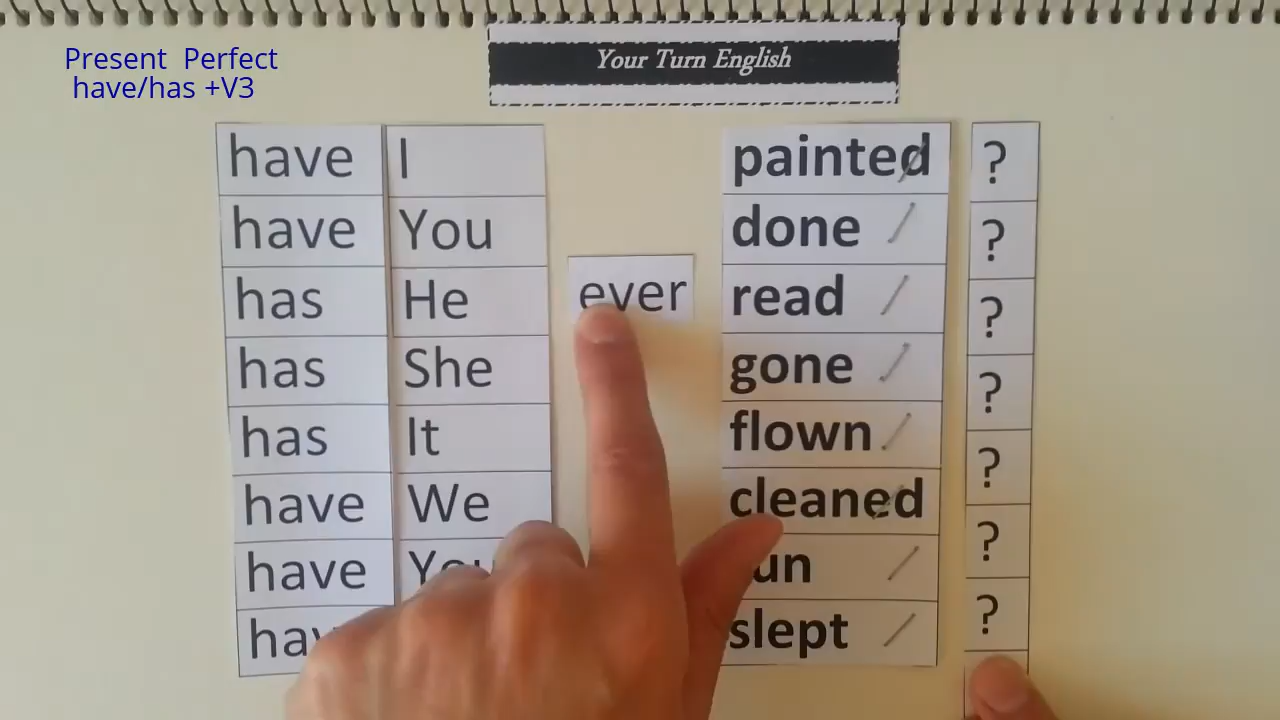 Present Perfect
have/has +V3
Your Turn English
have I painted ?
have You done ?
has He ever read ?
has She gone ?
has It flown ?
have We cleaned ?
have un ?
slept